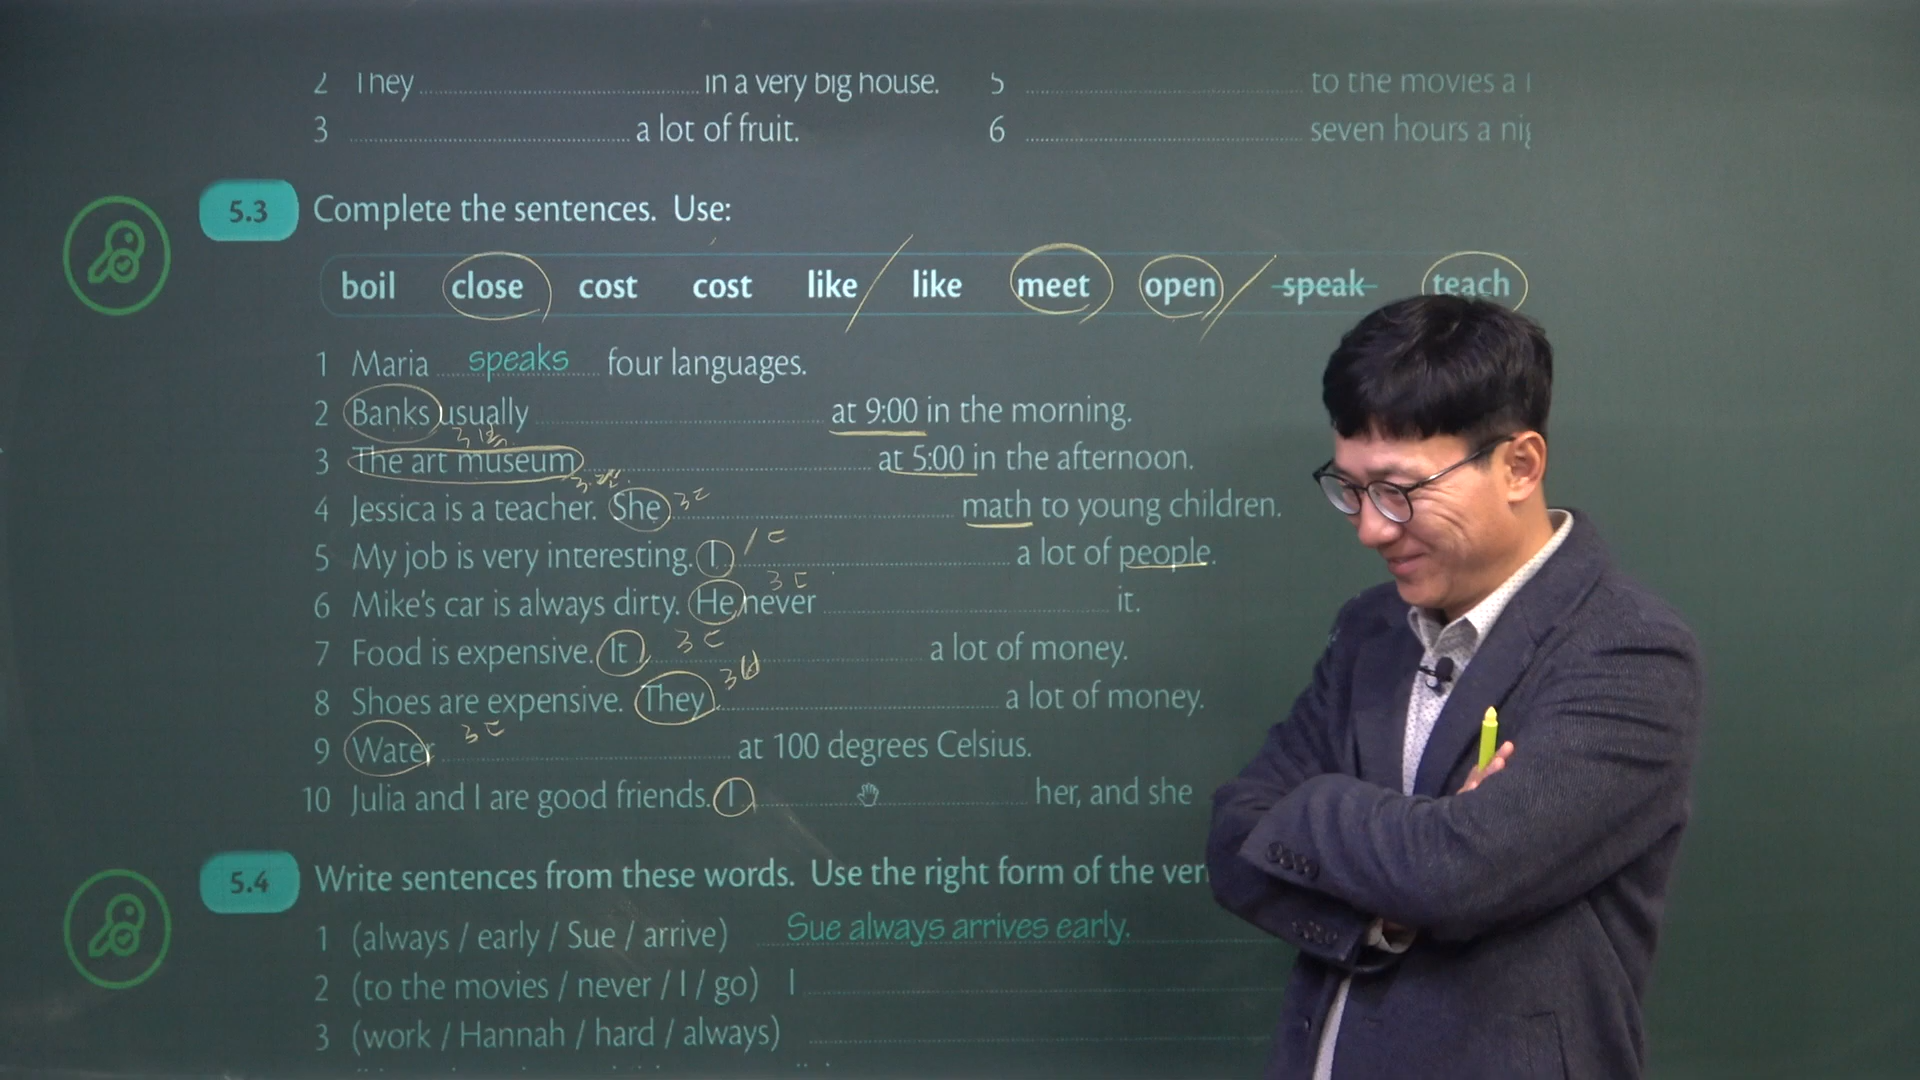 2 They in a very big house. 5 to the movies a l
3 a lot of fruit. 6 seven hours a nig
5.3 Complete the sentences. Use:
boil close cost cost like like meet open speak teach
1 Maria speaks four languages.
2 Banks usually at 9:00 in the morning.
3 The art museum at 5:00 in the afternoon.
4 Jessica is a teacher. She math to young children.
5 My job is very interesting. I a lot of people.
6 Mike's car is always dirty. He never it.
7 Food is expensive. It a lot of money.
8 Shoes are expensive. They a lot of money.
9 Water at 100 degrees Celsius.
10 Julia and I are good friends. I her, and she
5.4 Write sentences from these words. Use the right form of the ver
1 (always / early / Sue / arrive) Sue always arrives early.
2 (to the movies / never / I / go) I
3 (work / Hannah / hard / always)